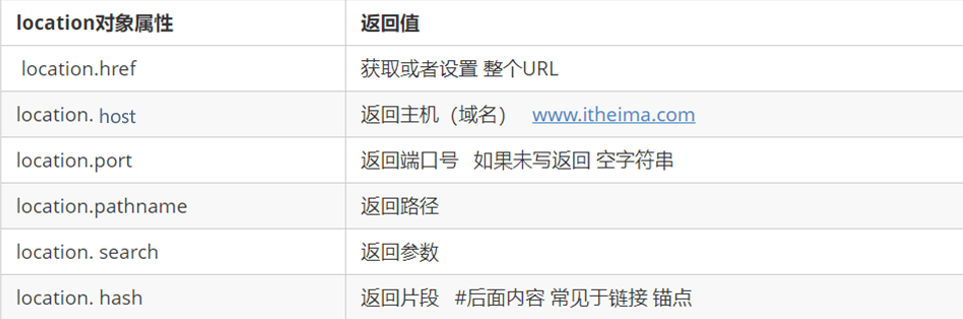 location对象属性 返回值
location.href 获取或者设置 整个URL
location. host 返回主机（域名） www.itheima.com
location.port 返回端口号 如果未写返回 空字符串
location.pathname 返回路径
location. search 返回参数
location. hash 返回片段 #后面内容 常见于链接 锚点